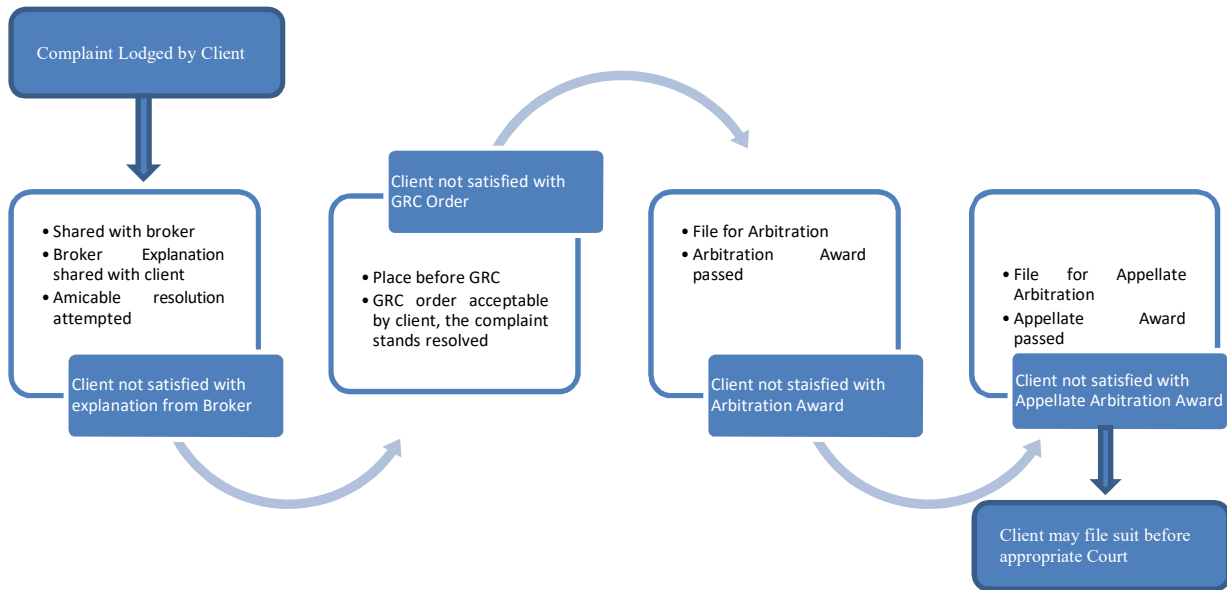 Complaint Lodged by Client
• Shared with broker
• Broker Explanation
shared with client
• Amicable resolution
attempted
Client not satisfied with
explanation from Broker
Client not satisfied with
GRC Order
• Place before GRC
• GRC order acceptable
by client, the complaint
stands resolved
• File for Arbitration
• Arbitration Award
passed
Client not staisfied with
Arbitration Award
• File for Appellate
Arbitration
• Appellate Award
passed
Client not satisfied with
Appellate Arbitration Award
Client may file suit before
appropriate Court